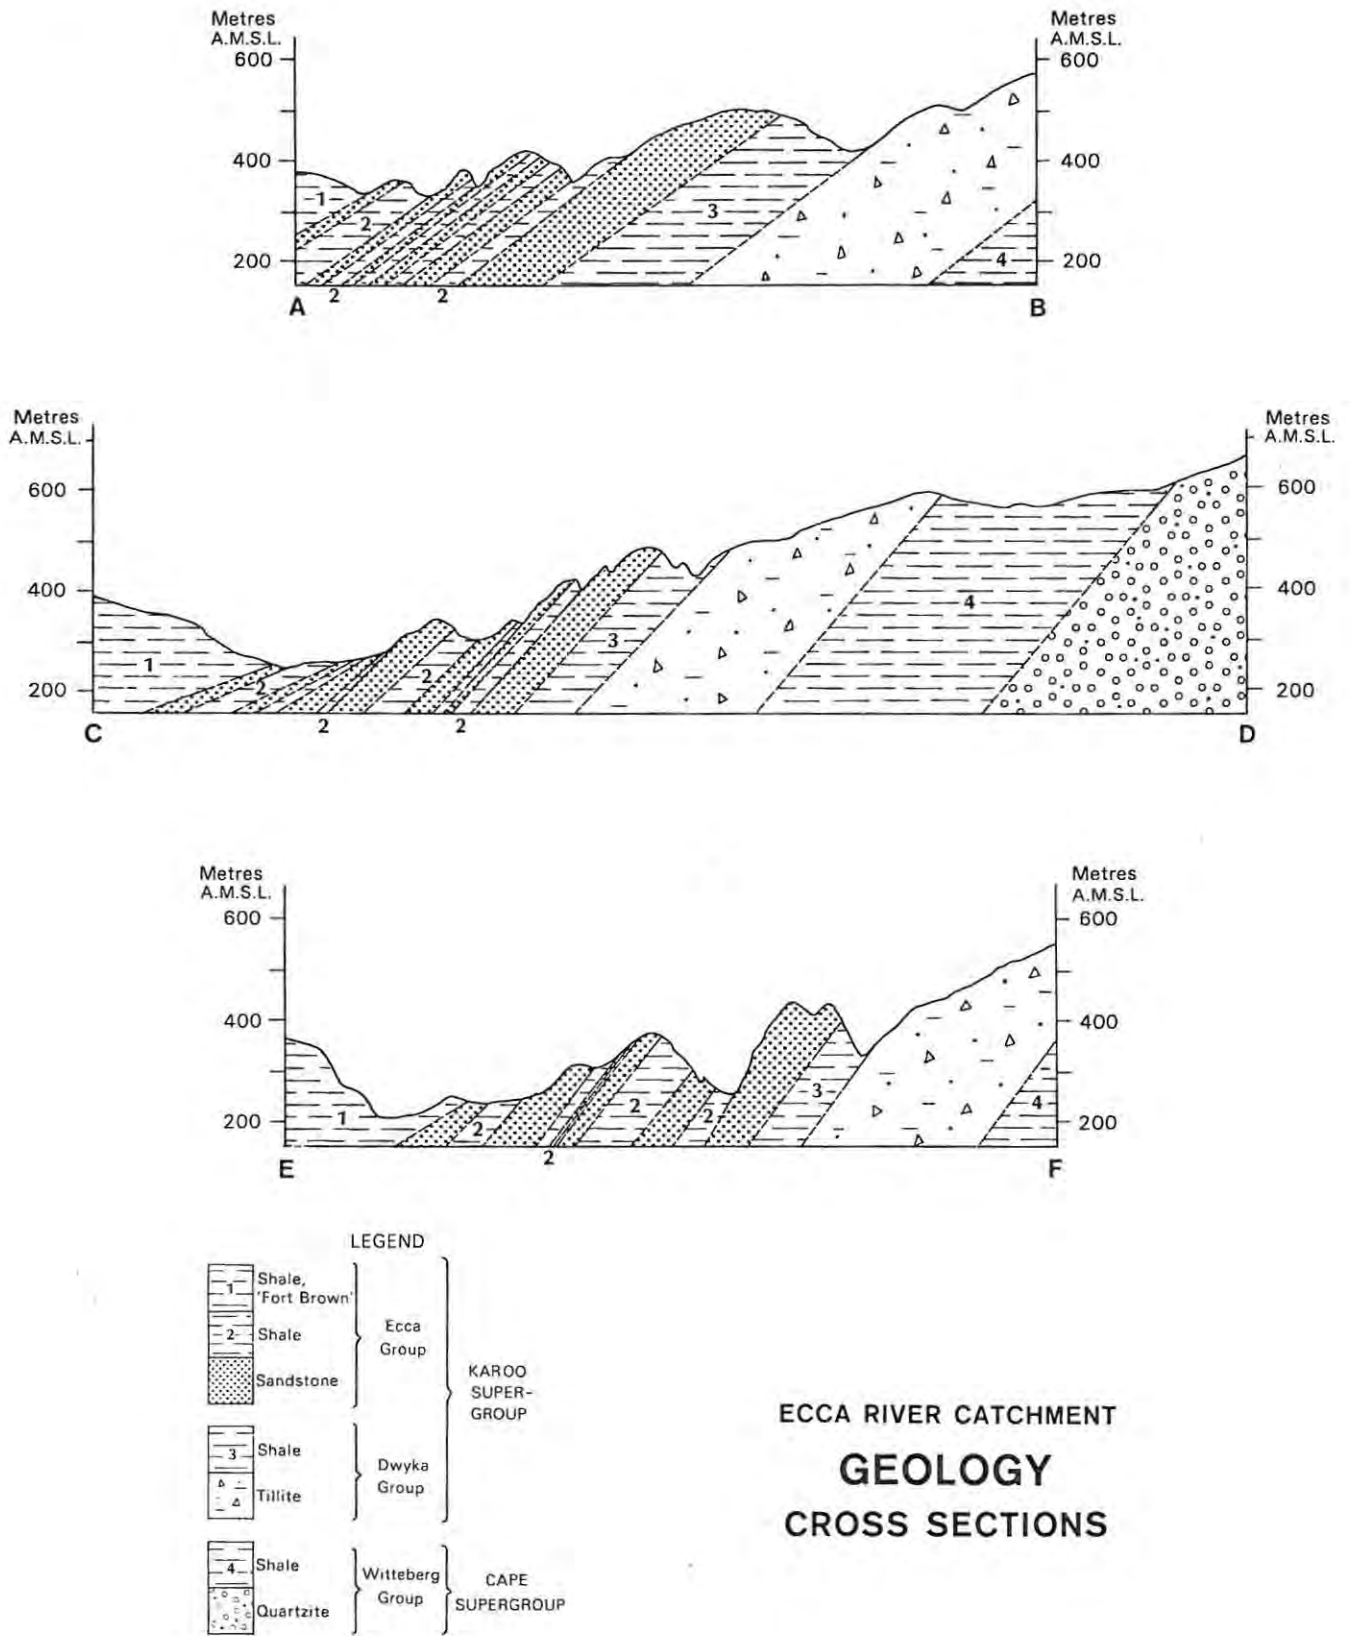 Metres
A.M.S.L.
Metres
A.M.S.L.
600
600
400
400
200
200
1
2
3
4
2
2
A
B
Metres
A.M.S.L.
Metres
A.M.S.L.
600
600
400
400
200
200
1
2
2
3
4
2
2
C
D
Metres
A.M.S.L.
Metres
A.M.S.L.
600
600
400
400
200
200
1
2
2
2
3
4
2
E
F
LEGEND
1 Shale,
'Fort Brown'
2 Shale
Sandstone
Ecca
Group
3 Shale
Tillite
Dwyka
Group
KAROO
SUPER-
GROUP
4 Shale
Quartzite
Witteberg
Group
CAPE
SUPERGROUP
ECCA RIVER CATCHMENT
GEOLOGY
CROSS SECTIONS